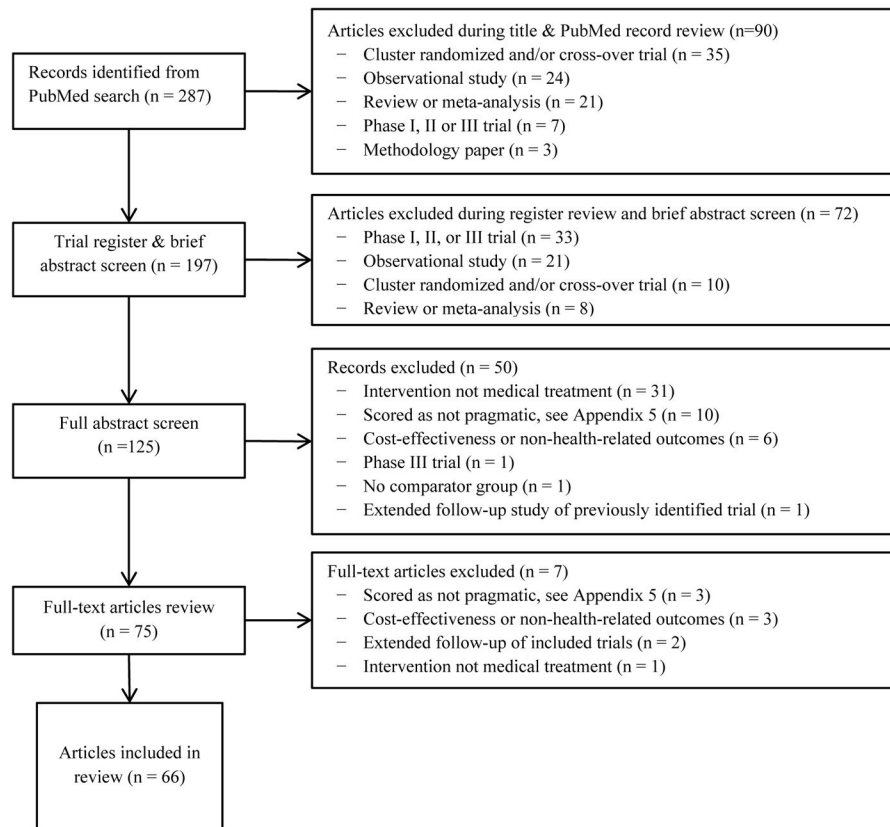 Records identified from
PubMed search (n = 287)
Articles excluded during title & PubMed record review (n=90)
− Cluster randomized and/or cross-over trial (n = 35)
− Observational study (n = 24)
− Review or meta-analysis (n = 21)
− Phase I, II or III trial (n = 7)
− Methodology paper (n = 3)
Trial register & brief
abstract screen (n = 197)
Articles excluded during register review and brief abstract screen (n = 72)
− Phase I, II, or III trial (n = 33)
− Observational study (n = 21)
− Cluster randomized and/or cross-over trial (n = 10)
− Review or meta-analysis (n = 8)
Full abstract screen
(n =125)
Records excluded (n = 50)
− Intervention not medical treatment (n = 31)
− Scored as not pragmatic, see Appendix 5 (n = 10)
− Cost-effectiveness or non-health-related outcomes (n = 6)
− Phase III trial (n = 1)
− No comparator group (n = 1)
− Extended follow-up study of previously identified trial (n = 1)
Full-text articles review
(n = 75)
Full-text articles excluded (n = 7)
− Scored as not pragmatic, see Appendix 5 (n = 3)
− Cost-effectiveness or non-health-related outcomes (n = 3)
− Extended follow-up of included trials (n = 2)
− Intervention not medical treatment (n = 1)
Articles included in
review (n = 66)